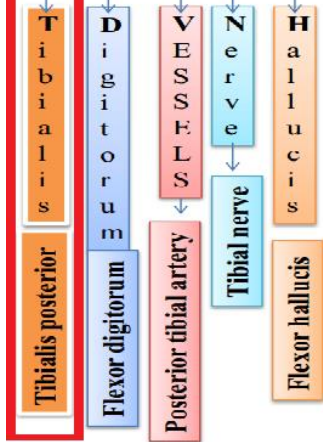 Tibialis
Digitorum
VESSELS
Nerve
Hallucis
Tibialis posterior
Flexor digitorum
Posterior tibial artery
Tibial nerve
Flexor hallucis